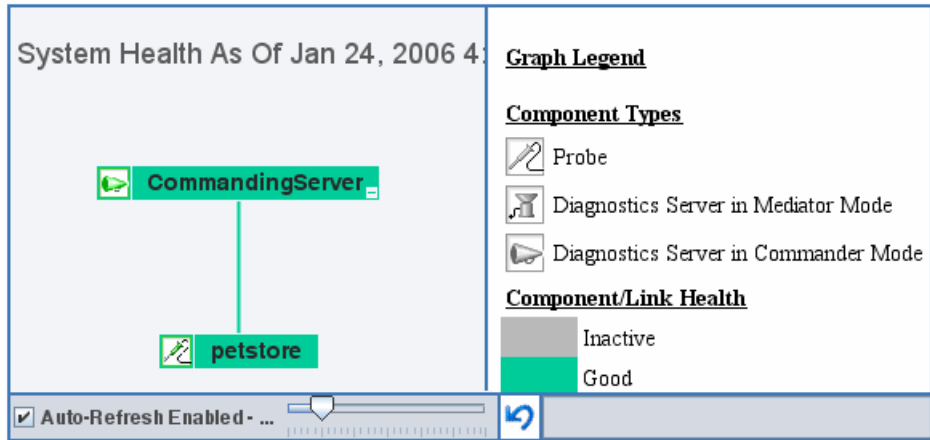 System Health As Of Jan 24, 2006 4:
CommandingServer
petstore
Auto-Refresh Enabled - ...
Graph Legend
Component Types
Probe
Diagnostics Server in Mediator Mode
Diagnostics Server in Commander Mode
Component/Link Health
Inactive
Good